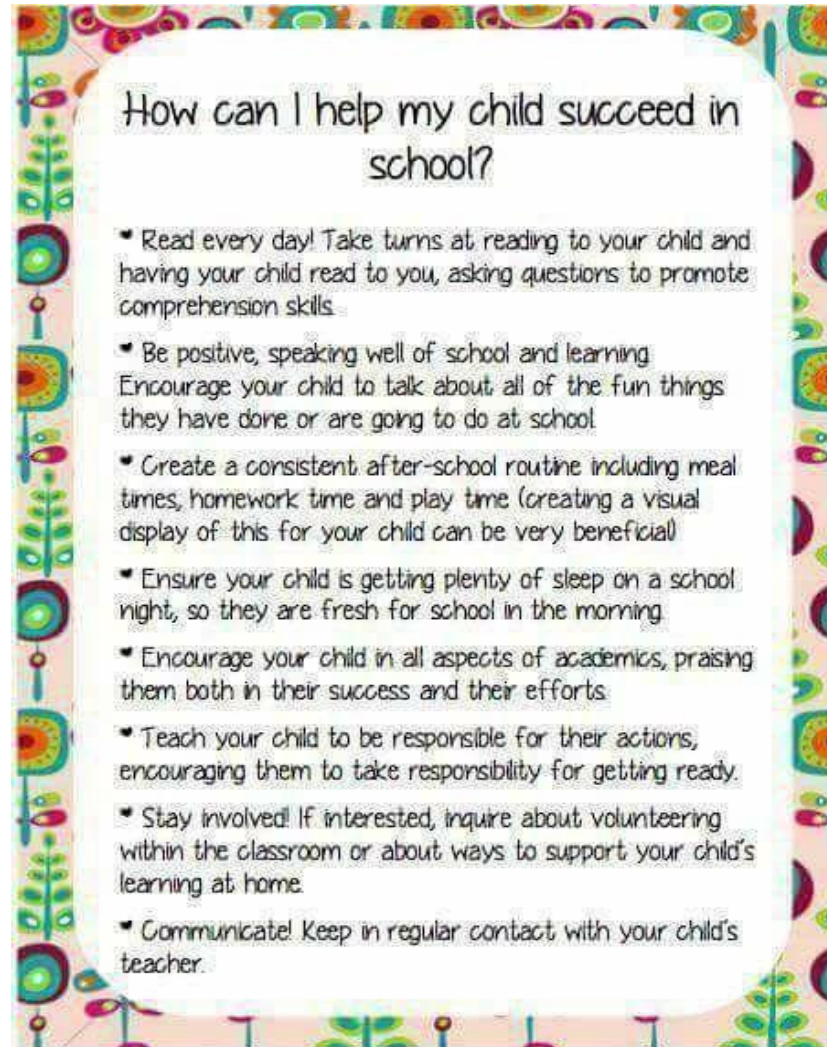 How can I help my child succeed in
school?
* Read every day! Take turns at reading to your child and
having your child read to you, asking questions to promote
comprehension skills.
* Be positive, speaking well of school and learning.
Encourage your child to talk about all of the fun things
they have done or are going to do at school.
* Create a consistent after-school routine including meal
times, homework time and play time (creating a visual
display of this for your child can be very beneficial)
* Ensure your child is getting plenty of sleep on a school
night, so they are fresh for school in the morning.
* Encourage your child in all aspects of academics, praising
them both in their success and their efforts.
* Teach your child to be responsible for their actions,
encouraging them to take responsibility for getting ready.
* Stay involved! If interested, inquire about volunteering
within the classroom or about ways to support your child's
learning at home.
* Communicate! Keep in regular contact with your child's
teacher.